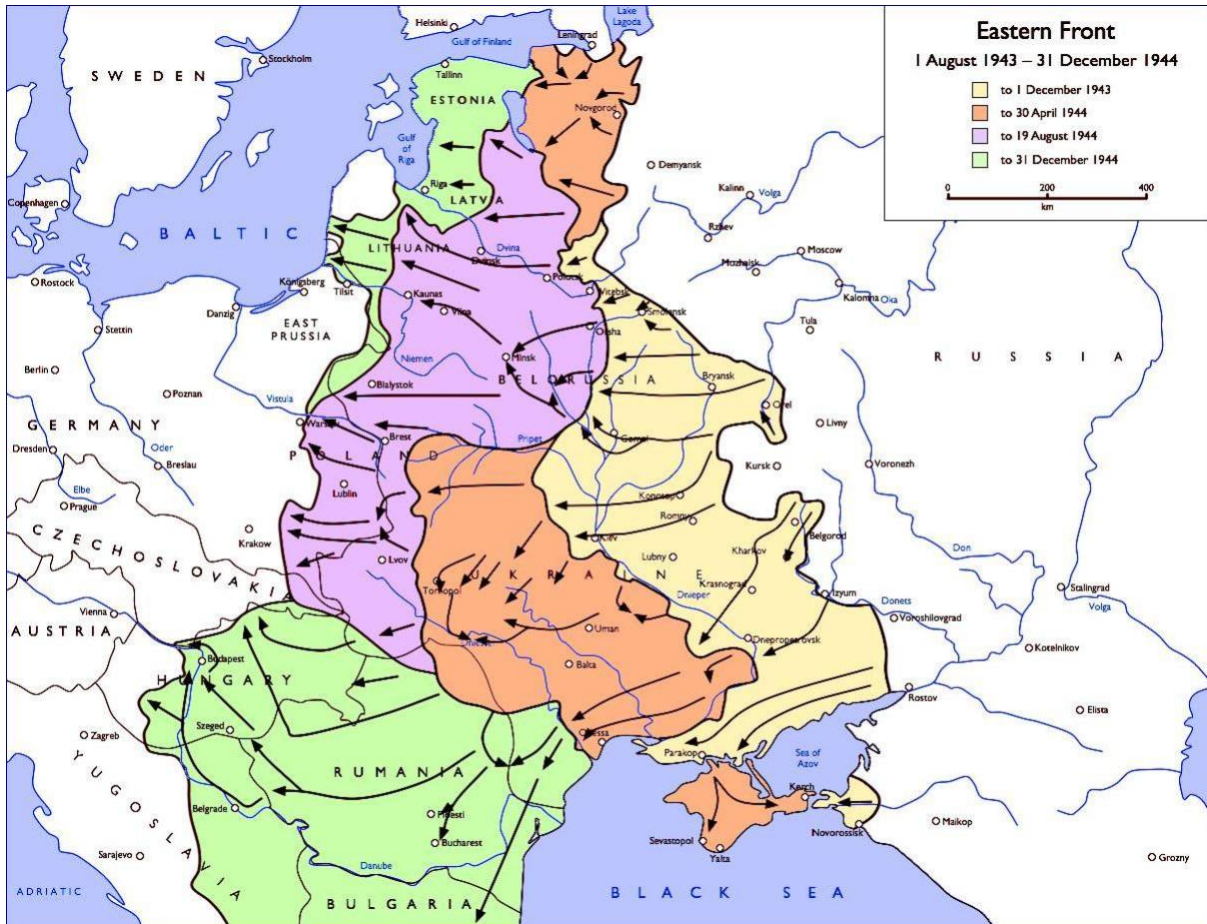 Eastern Front
1 August 1943 – 31 December 1944
to 1 December 1943
to 30 April 1944
to 19 August 1944
to 31 December 1944
0 200 400
km
Helsinki
Lake
Lagoda
Leningrad
Gulf of Finland
Stockholm
SWEDEN
Tallinn
ESTONIA
Novgorod
Gulf
of
Riga
Demyansk
Kalinn
Volga
Riga
LATVIA
Copenhagen
BALTIC
Rzhev
LITHUANIA
Dvina
Dvinsk
Moscow
Mozhaisk
Polotsk
Rostock
Königsberg
Tilsit
Kaunas
Vitebsk
Kalomna
Oka
Danzig
Vilna
Smolensk
EAST
PRUSSIA
Tula
Stettin
Orsha
RUSSIA
Niemen
Minsk
Berlin
BELORUSSIA
Bialystok
Bryansk
Poznan
Vistula
Orel
Livny
GERMANY
Warsaw
Gomel
Brest
Pripet
Dresden
Oder
POLAND
Breslau
Kursk
Voronezh
Elbe
Lublin
Konotop
Prague
Romny
Krakow
Belgorod
Kiev
CZECHOSLOVAKIA
Lubny
Kharkov
Don
Lvov
UKRAINE
Tornopol
Krasnograd
Stalingrad
Dnieper
Izyum
Donets
Vienna
Volga
Voroshilovgrad
AUSTRIA
Uman
Dnepropetrovsk
Dniester
Kotelnikov
Budapest
Balta
HUNGARY
Rostov
Elista
Szeged
Zagreb
Odessa
Parakop
Sea of
Azov
RUMANIA
YUGOSLAVIA
Kerch
Belgrade
Ploesti
Maikop
Novorossisk
Bucharest
Sevastopol
Yalta
Sarajevo
Grozny
Danube
ADRIATIC
BLACK SEA
BULGARIA